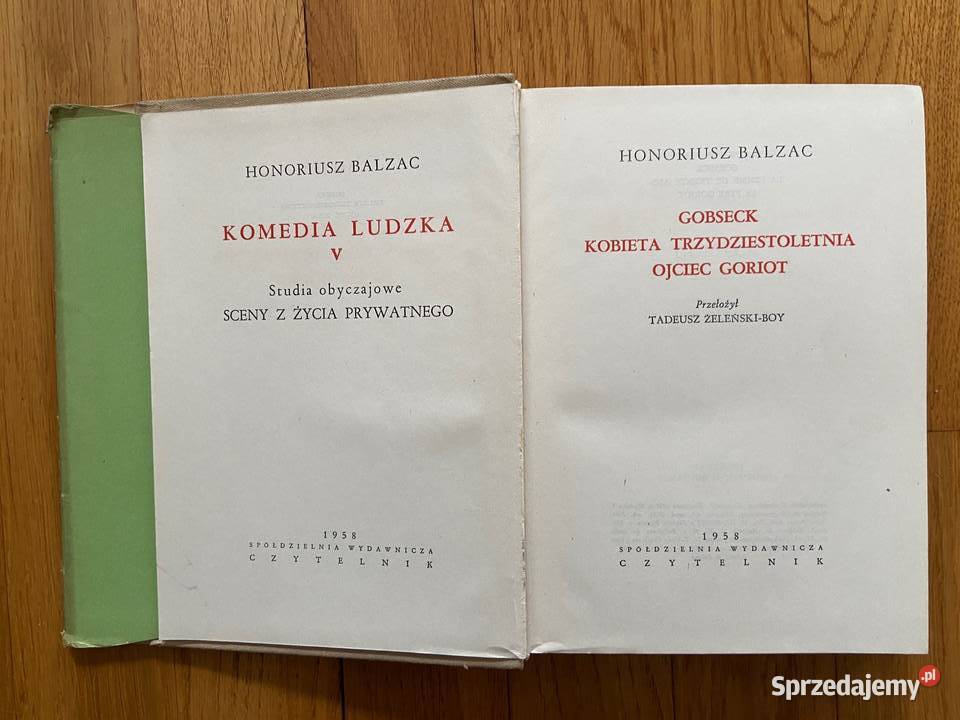 HONORIUSZ BALZAC
KOMEDIA LUDZKA
V
Studia obyczajowe
SCENY Z ŻYCIA PRYWATNEGO
1958
SPÓŁDZIELNIA WYDAWNICZA
CZYTELNIK
HONORIUSZ BALZAC
GOBSECK
KOBIETA TRZYDZIESTOLETNIA
OJCIEC GORIOT
Przełożył
TADEUSZ ŻELEŃSKI-BOY
1958
SPÓŁDZIELNIA WYDAWNICZA
CZYTELNIK
Sprzedajemy.pl